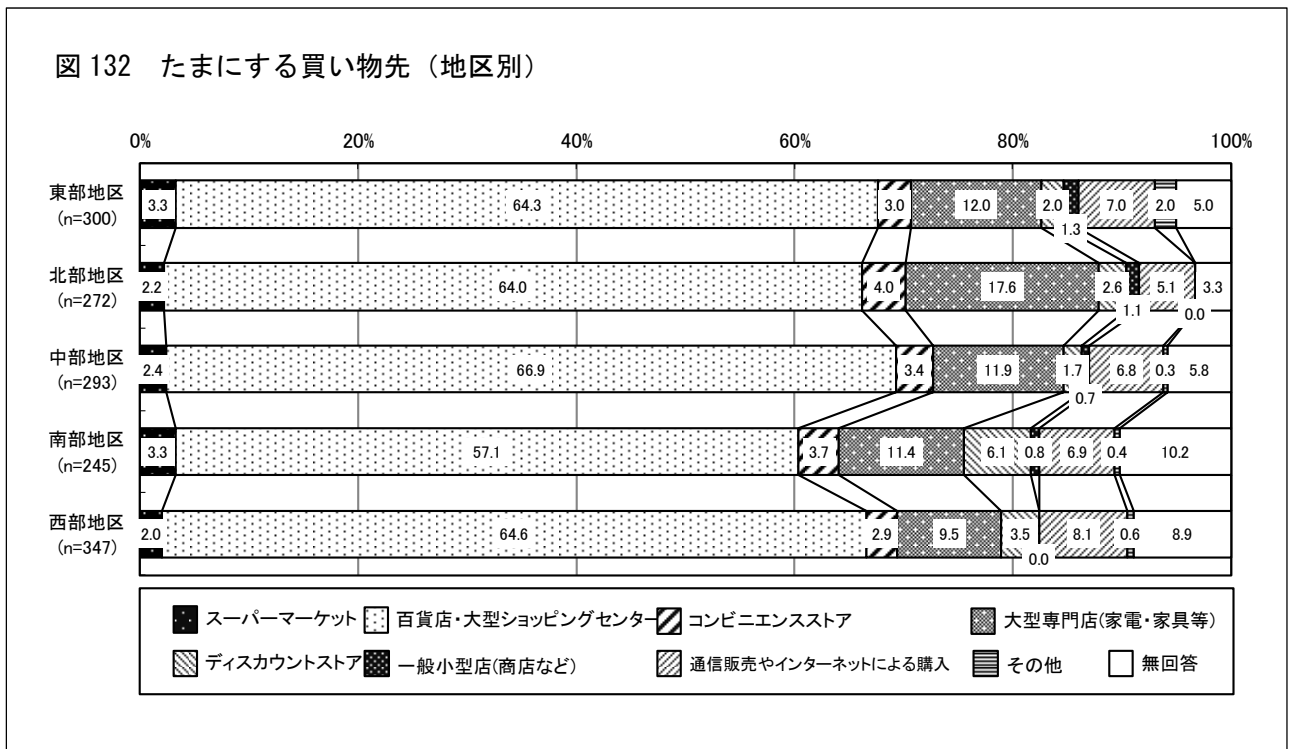 図 132　たまにする買い物先（地区別）
0% 20% 40% 60% 80% 100%
東部地区
(n=300)
3.3 64.3 3.0 12.0 2.0 1.3 7.0 2.0 5.0
北部地区
(n=272)
2.2 64.0 4.0 17.6 2.6 1.1 5.1 0.0 3.3
中部地区
(n=293)
2.4 66.9 3.4 11.9 1.7 0.7 6.8 0.3 5.8
南部地区
(n=245)
3.3 57.1 3.7 11.4 6.1 0.8 6.9 0.4 10.2
西部地区
(n=347)
2.0 64.6 2.9 9.5 3.5 0.0 8.1 0.6 8.9
スーパーマーケット 百貨店・大型ショッピングセンター コンビニエンスストア 大型専門店(家電・家具等)
ディスカウントストア 一般小型店(商店など) 通信販売やインターネットによる購入 その他 無回答